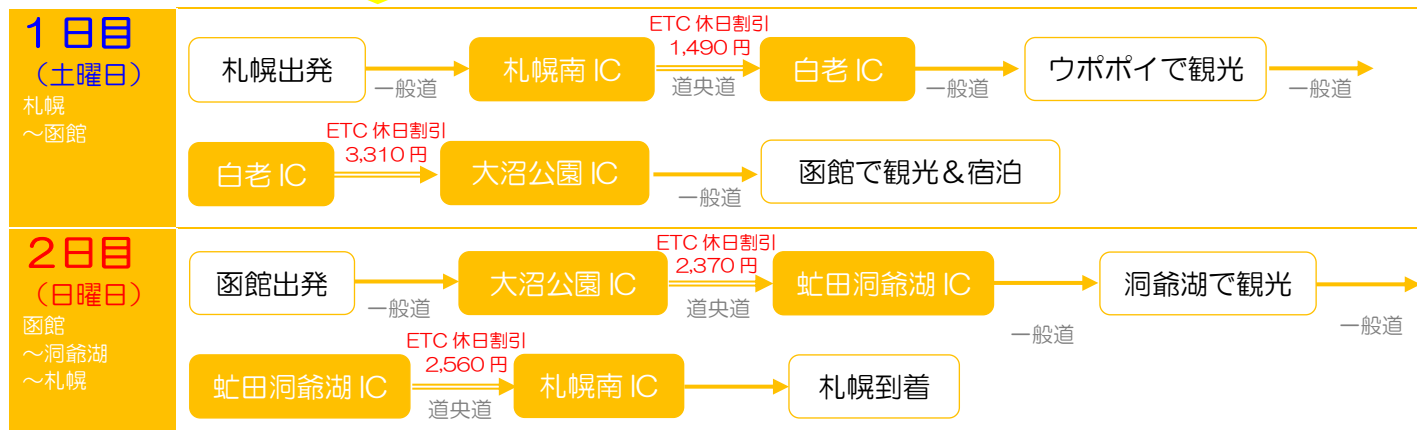 1日目
（土曜日）
札幌
～函館
札幌出発
一般道
札幌南 IC
ETC 休日割引
1,490 円
道央道
白老 IC
一般道
ウポポイで観光
一般道
白老 IC
ETC 休日割引
3,310 円
大沼公園 IC
一般道
函館で観光＆宿泊
2日目
（日曜日）
函館
～洞爺湖
～札幌
函館出発
一般道
大沼公園 IC
ETC 休日割引
2,370 円
道央道
虻田洞爺湖 IC
一般道
洞爺湖で観光
一般道
虻田洞爺湖 IC
ETC 休日割引
2,560 円
道央道
札幌南 IC
札幌到着